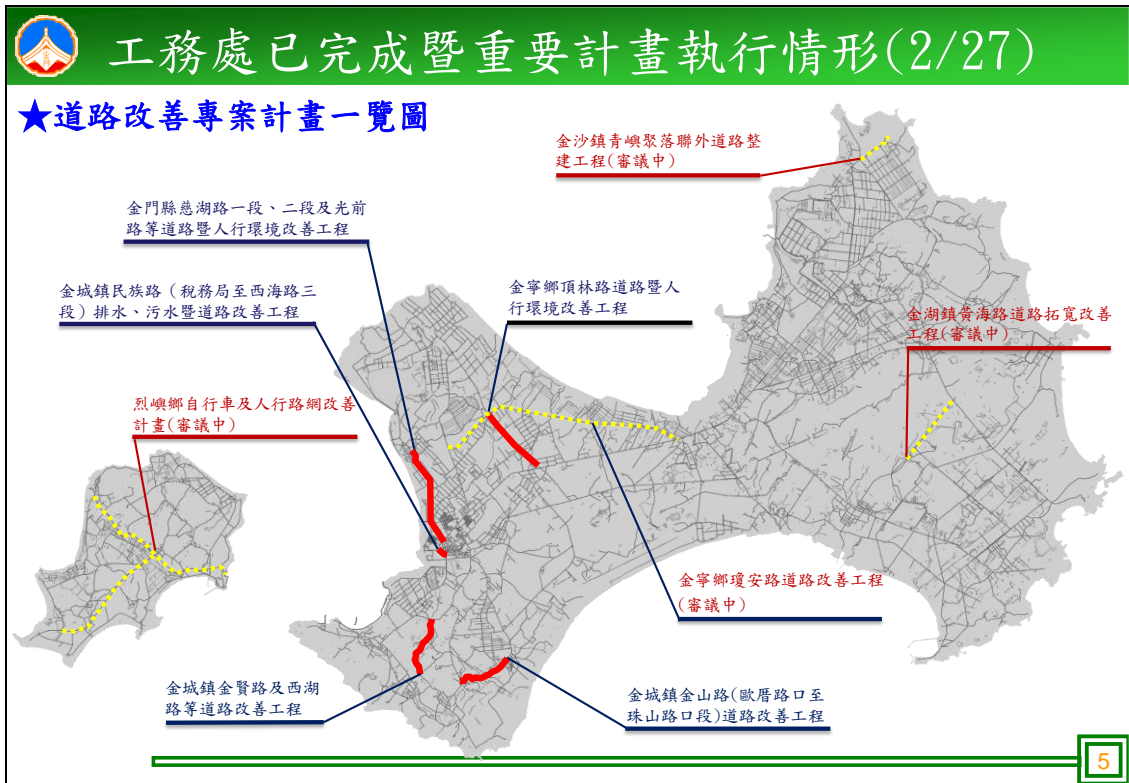 工務處已完成暨重要計畫執行情形(2/27)
★道路改善專案計畫一覽圖
金沙鎮青嶼聚落聯外道路整
建工程(審議中)
金門縣慈湖路一段、二段及光前
路等道路暨人行環境改善工程
金城鎮民族路（稅務局至西海路三
段）排水、污水暨道路改善工程
金寧鄉頂林路道路暨人
行環境改善工程
金湖鎮黃海路道路拓寬改善
工程(審議中)
烈嶼鄉自行車及人行路網改善
計畫(審議中)
金寧鄉瓊安路道路改善工程
(審議中)
金城鎮金賢路及西湖
路等道路改善工程
金城鎮金山路(歐厝路口至
珠山路口段)道路改善工程
5